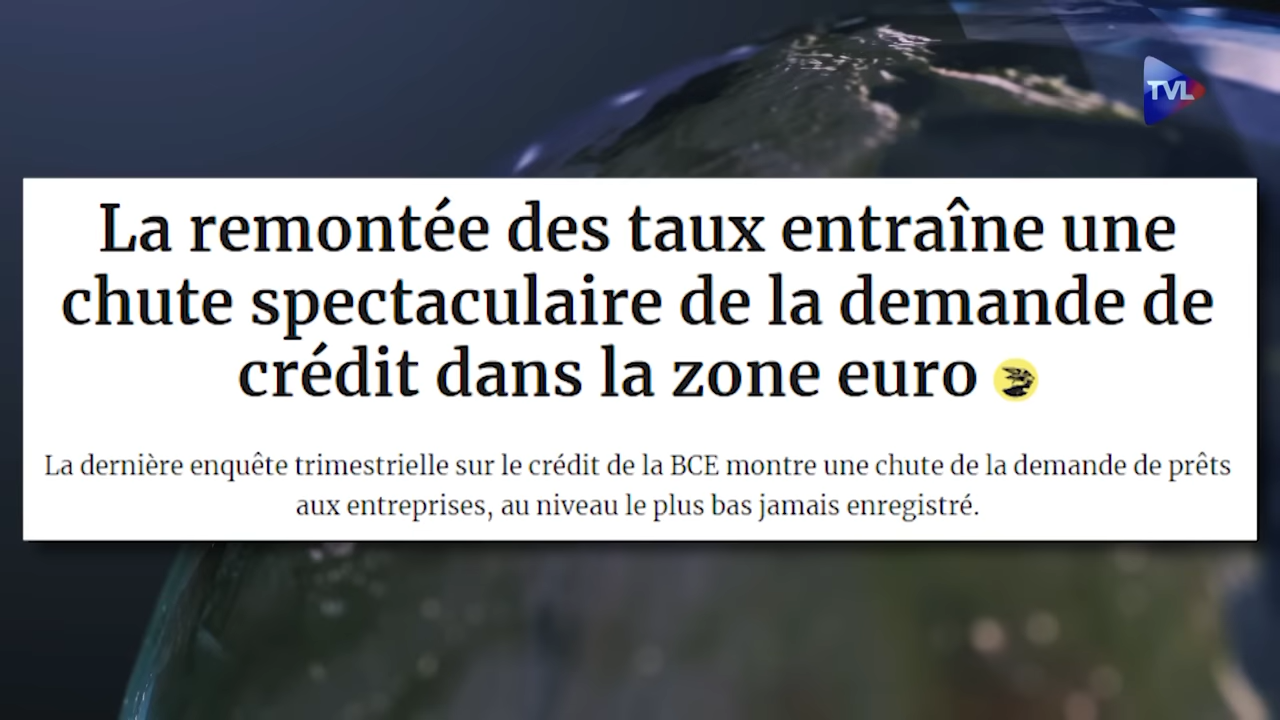 TVL
La remontée des taux entraîne une
chute spectaculaire de la demande de
crédit dans la zone euro
La dernière enquête trimestrielle sur le crédit de la BCE montre une chute de la demande de prêts
aux entreprises, au niveau le plus bas jamais enregistré.